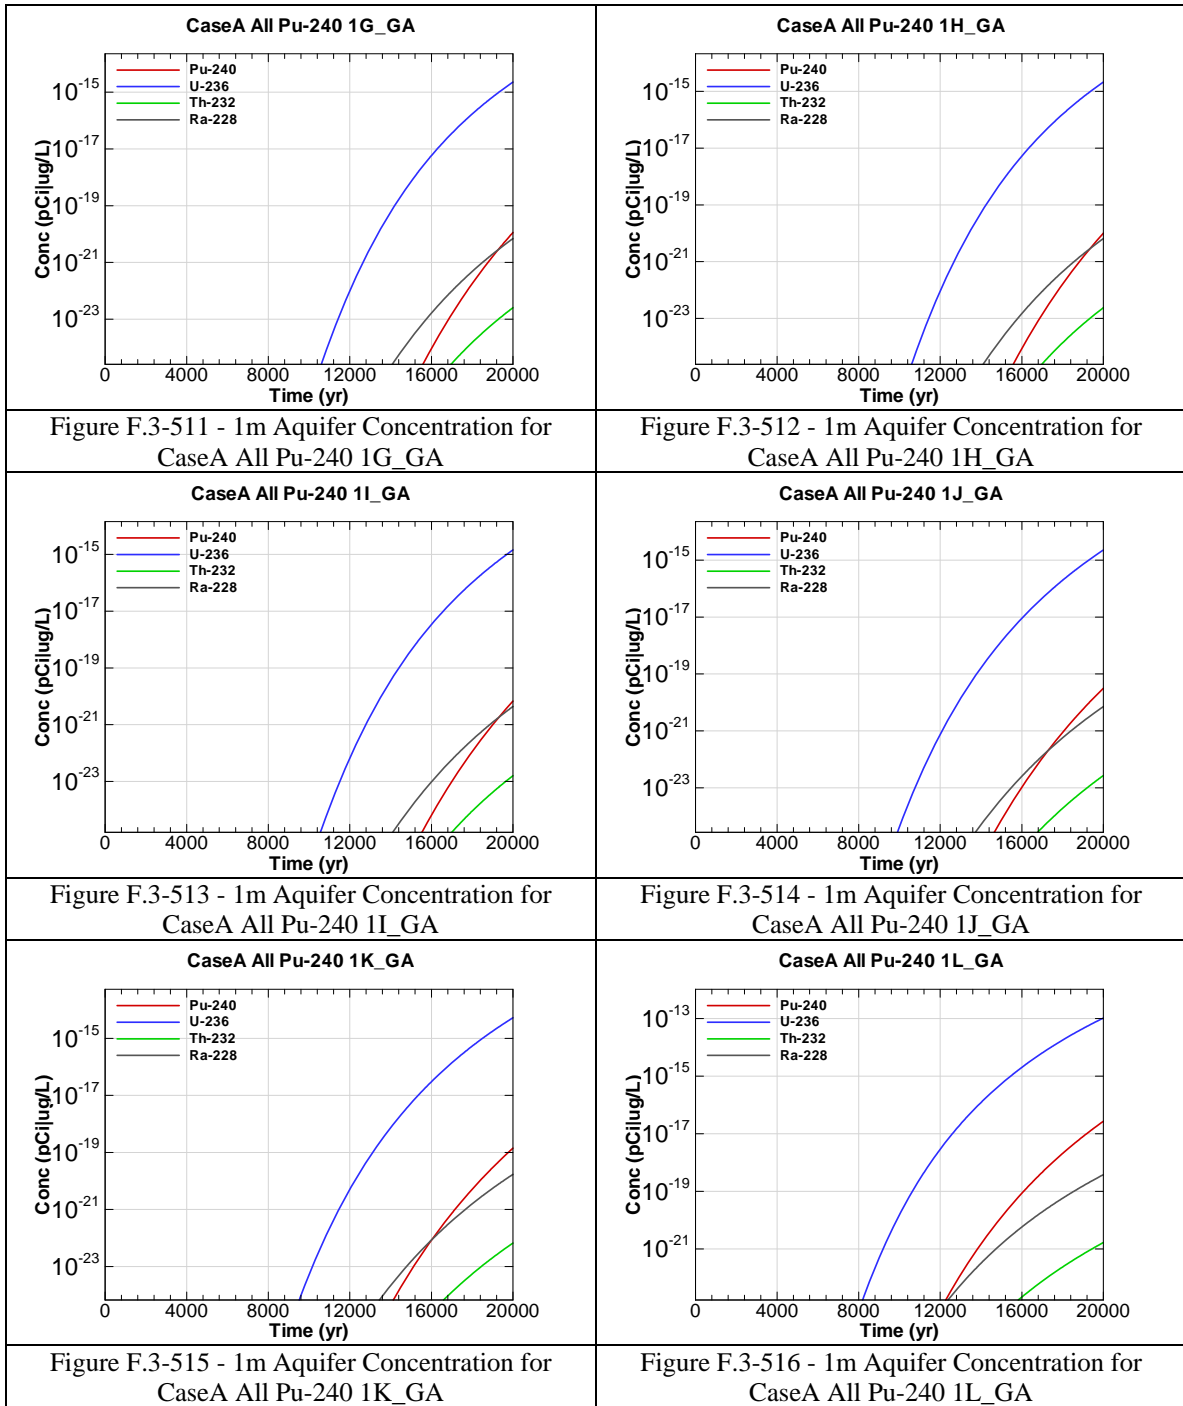 CaseA All Pu-240 1G_GA
Pu-240
U-236
Th-232
Ra-228
Conc (pCi|ug/L)
10-15
10-17
10-19
10-21
10-23
0 4000 8000 12000 16000 20000
Time (yr)
Figure F.3-511 - 1m Aquifer Concentration for
CaseA All Pu-240 1G_GA
CaseA All Pu-240 1H_GA
Pu-240
U-236
Th-232
Ra-228
Conc (pCi|ug/L)
10-15
10-17
10-19
10-21
10-23
0 4000 8000 12000 16000 20000
Time (yr)
Figure F.3-512 - 1m Aquifer Concentration for
CaseA All Pu-240 1H_GA
CaseA All Pu-240 1I_GA
Pu-240
U-236
Th-232
Ra-228
Conc (pCi|ug/L)
10-15
10-17
10-19
10-21
10-23
0 4000 8000 12000 16000 20000
Time (yr)
Figure F.3-513 - 1m Aquifer Concentration for
CaseA All Pu-240 1I_GA
CaseA All Pu-240 1J_GA
Pu-240
U-236
Th-232
Ra-228
Conc (pCi|ug/L)
10-15
10-17
10-19
10-21
10-23
0 4000 8000 12000 16000 20000
Time (yr)
Figure F.3-514 - 1m Aquifer Concentration for
CaseA All Pu-240 1J_GA
CaseA All Pu-240 1K_GA
Pu-240
U-236
Th-232
Ra-228
Conc (pCi|ug/L)
10-15
10-17
10-19
10-21
10-23
0 4000 8000 12000 16000 20000
Time (yr)
Figure F.3-515 - 1m Aquifer Concentration for
CaseA All Pu-240 1K_GA
CaseA All Pu-240 1L_GA
Pu-240
U-236
Th-232
Ra-228
Conc (pCi|ug/L)
10-13
10-15
10-17
10-19
10-21
0 4000 8000 12000 16000 20000
Time (yr)
Figure F.3-516 - 1m Aquifer Concentration for
CaseA All Pu-240 1L_GA